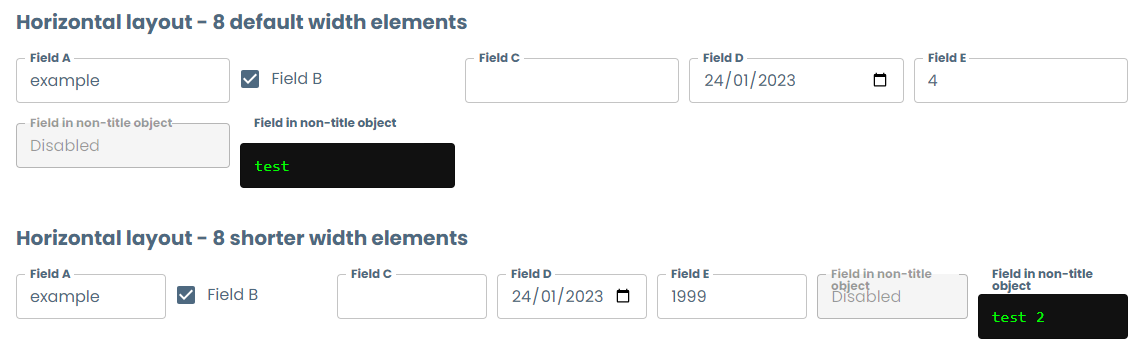 Horizontal layout - 8 default width elements
Field A
example
Field B
Field C
Field D
24/01/2023
Field E
4
Field in non-title object
Disabled
Field in non-title object
test
Horizontal layout - 8 shorter width elements
Field A
example
Field B
Field C
Field D
24/01/2023
Field E
1999
Field in non-title
object
Disabled
Field in non-title
object
test 2